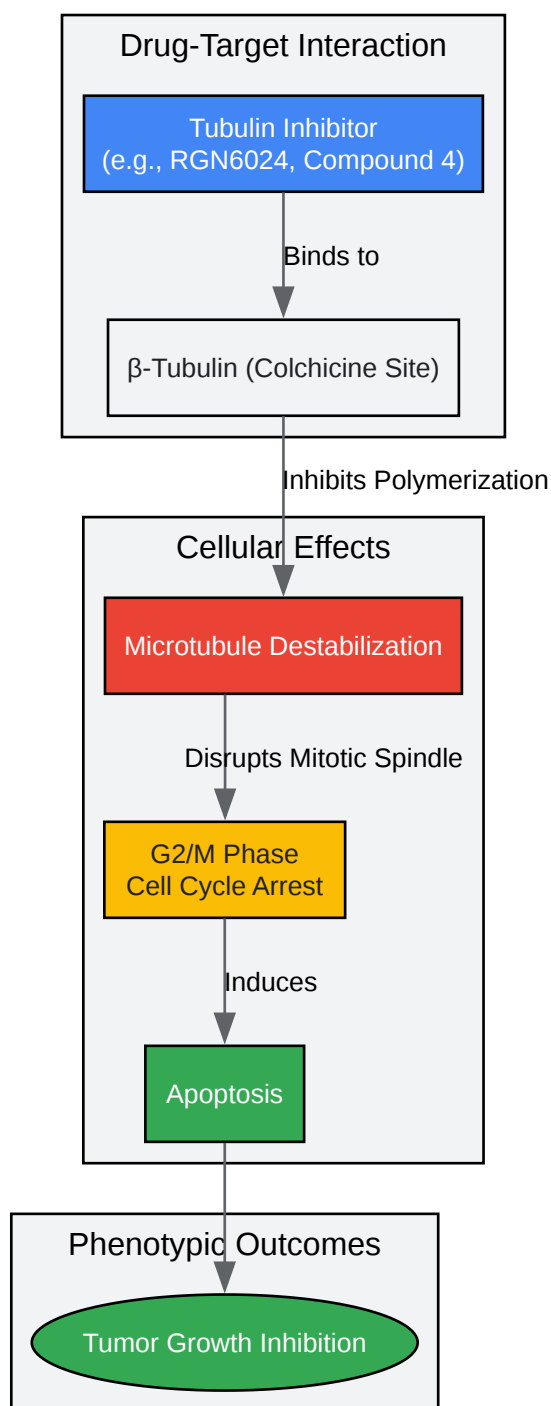 Drug-Target Interaction
Tubulin Inhibitor
(e.g., RGN6024, Compound 4)
Binds to
β-Tubulin (Colchicine Site)
Inhibits Polymerization
Cellular Effects
Microtubule Destabilization
Disrupts Mitotic Spindle
G2/M Phase
Cell Cycle Arrest
Induces
Apoptosis
Phenotypic Outcomes
Tumor Growth Inhibition